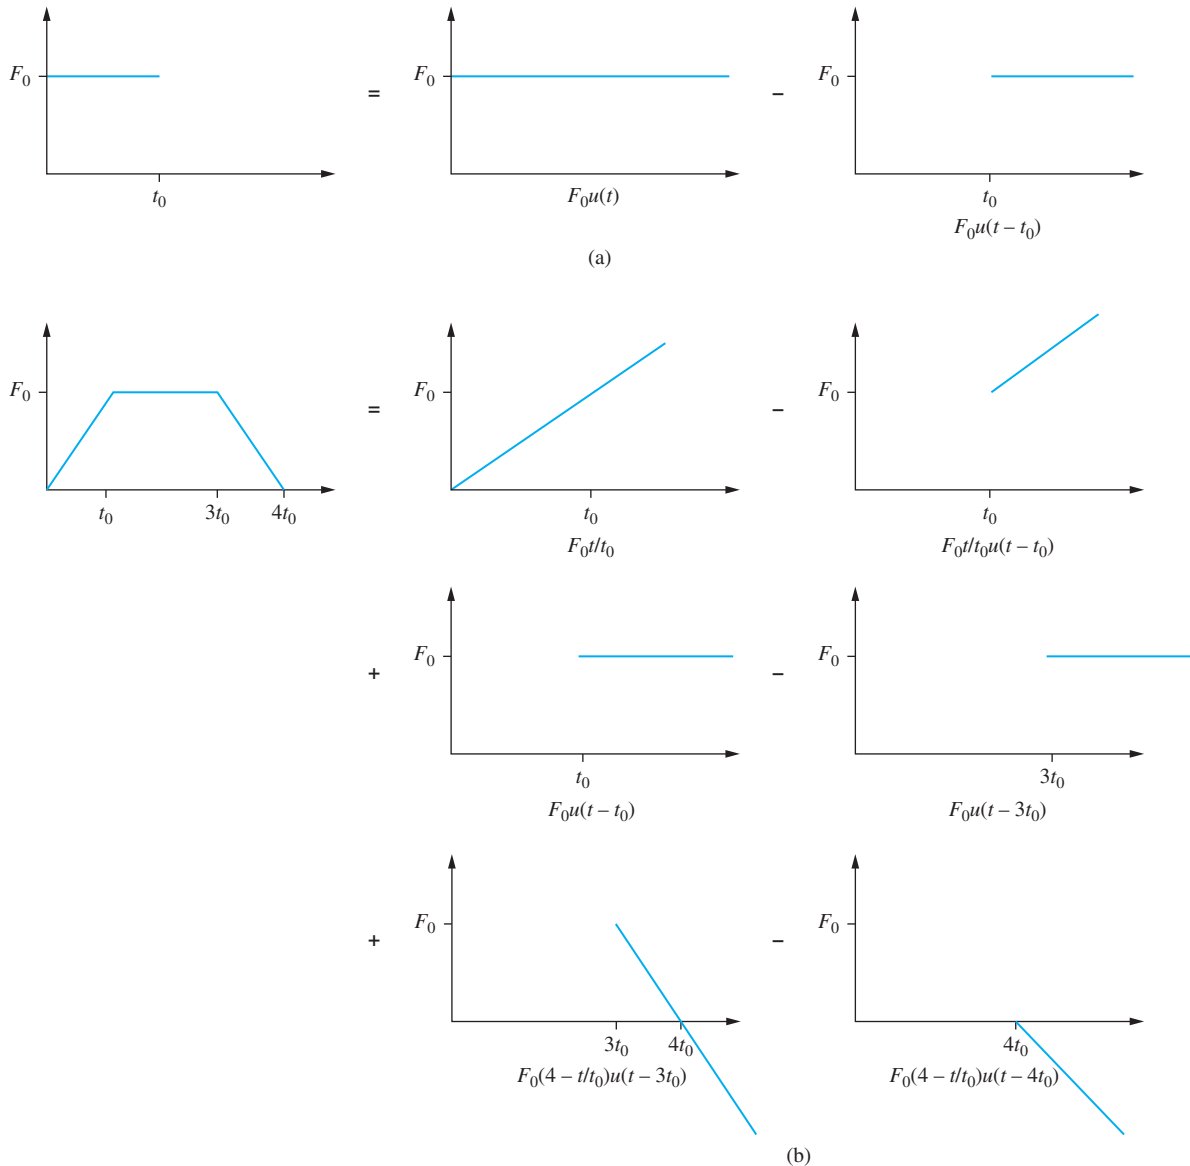 F₀ = F₀ − F₀
t₀ F₀u(t) t₀
F₀u(t – t₀)
(a)
F₀ = F₀ − F₀
t₀ 3t₀ 4t₀ t₀ t₀
F₀t/t₀ F₀t/t₀u(t – t₀)
+ F₀ − F₀
t₀ 3t₀
F₀u(t – t₀) F₀u(t – 3t₀)
+ F₀ − F₀
3t₀ 4t₀ 4t₀
F₀(4 – t/t₀)u(t – 3t₀) F₀(4 – t/t₀)u(t – 4t₀)
(b)